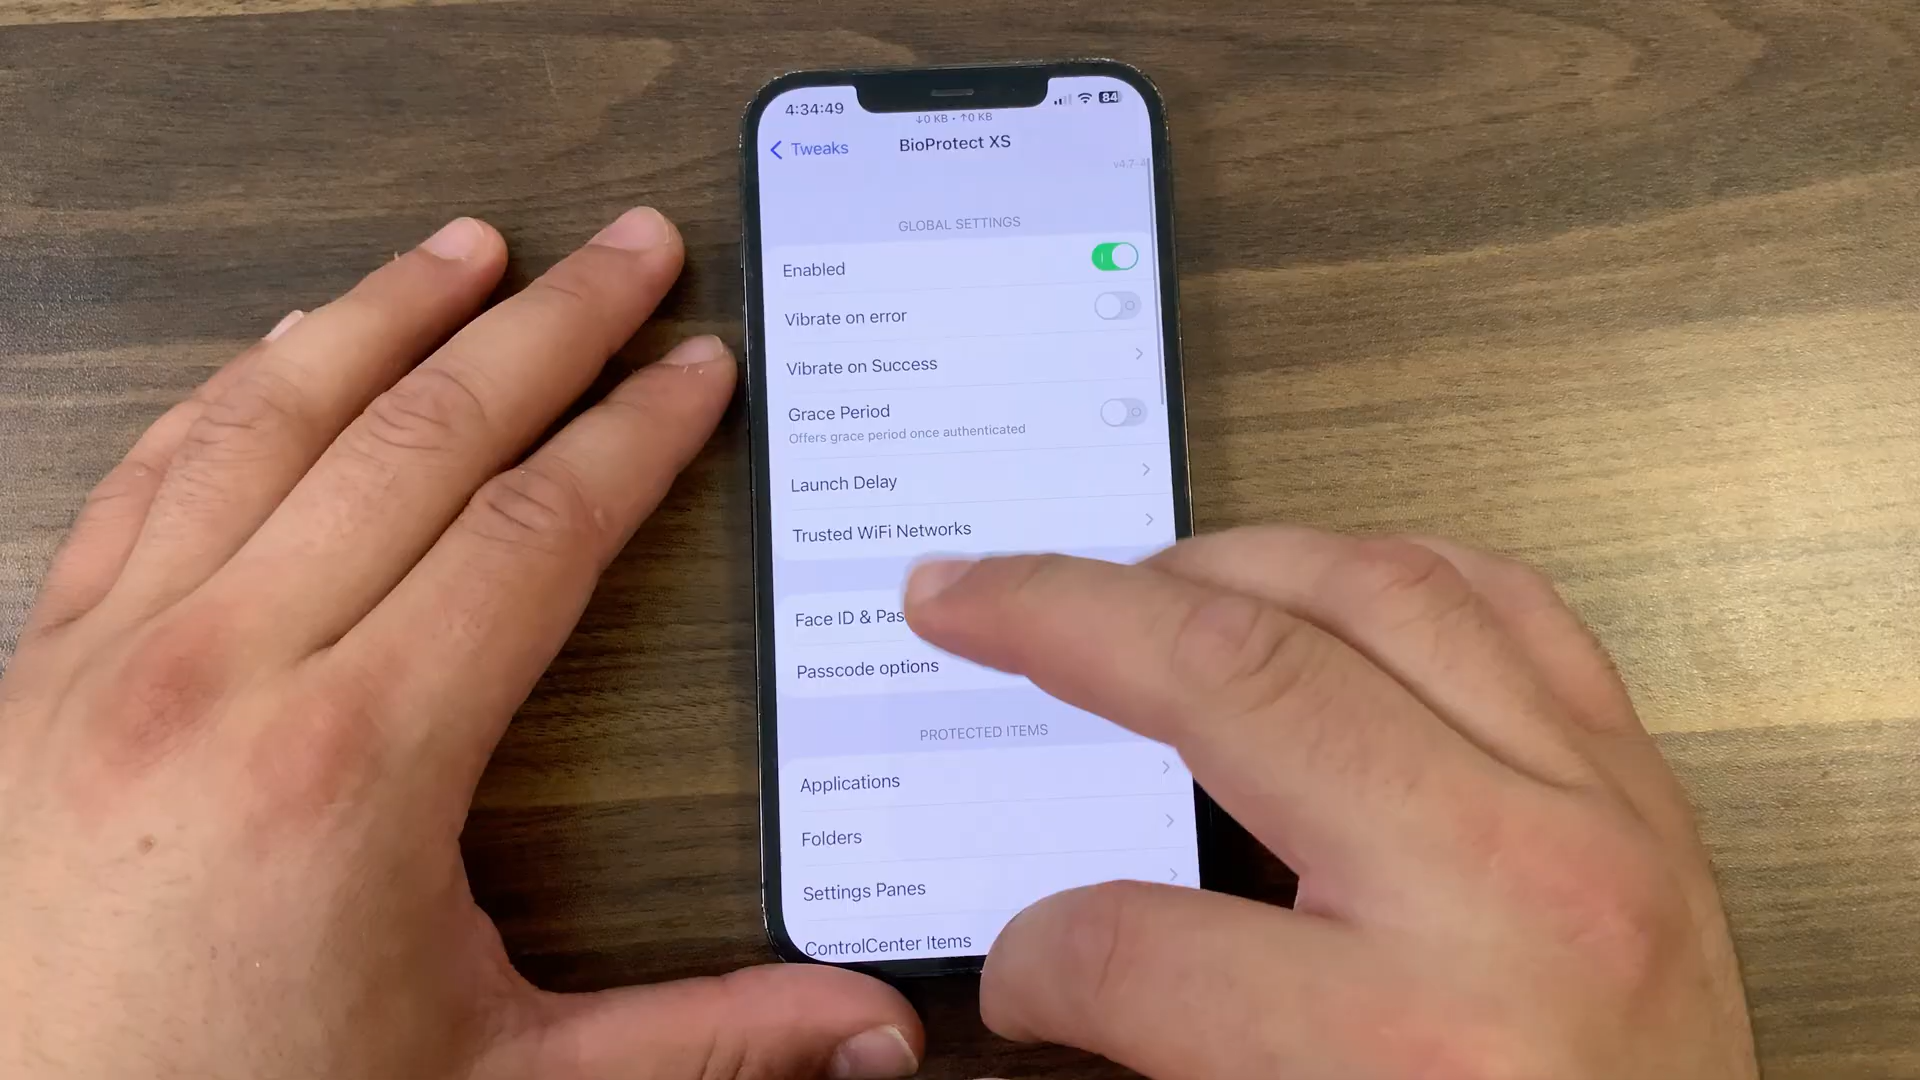 4:34:49
84
↓0 KB • ↑0 KB
Tweaks
BioProtect XS
GLOBAL SETTINGS
Enabled
Vibrate on error
Vibrate on Success
Grace Period
Offers grace period once authenticated
Launch Delay
Trusted WiFi Networks
Face ID & Pas
Passcode options
PROTECTED ITEMS
Applications
Folders
Settings Panes
ControlCenter Items